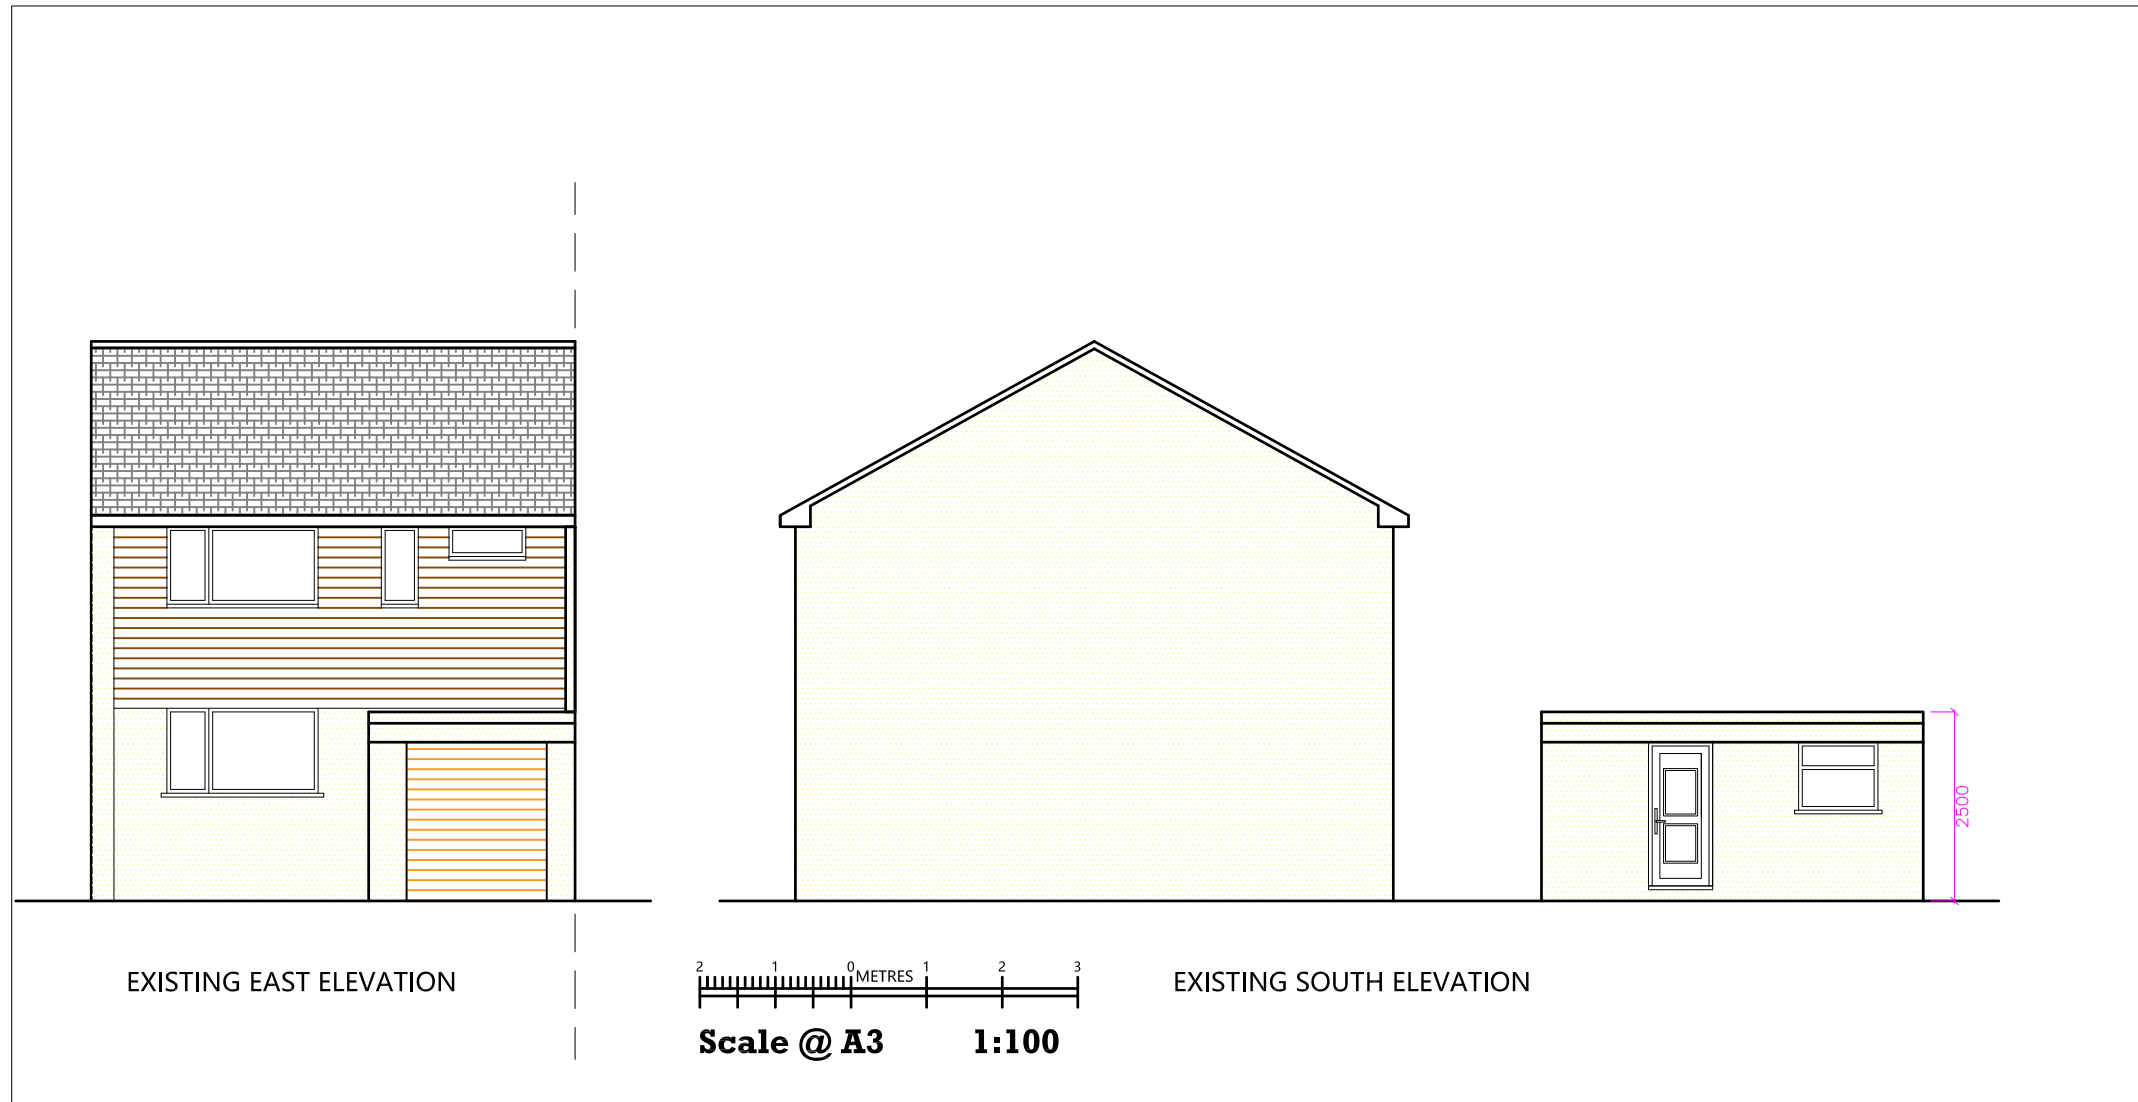 2500
EXISTING EAST ELEVATION
2 1 0 METRES 1 2 3
EXISTING SOUTH ELEVATION
Scale @ A3 1:100